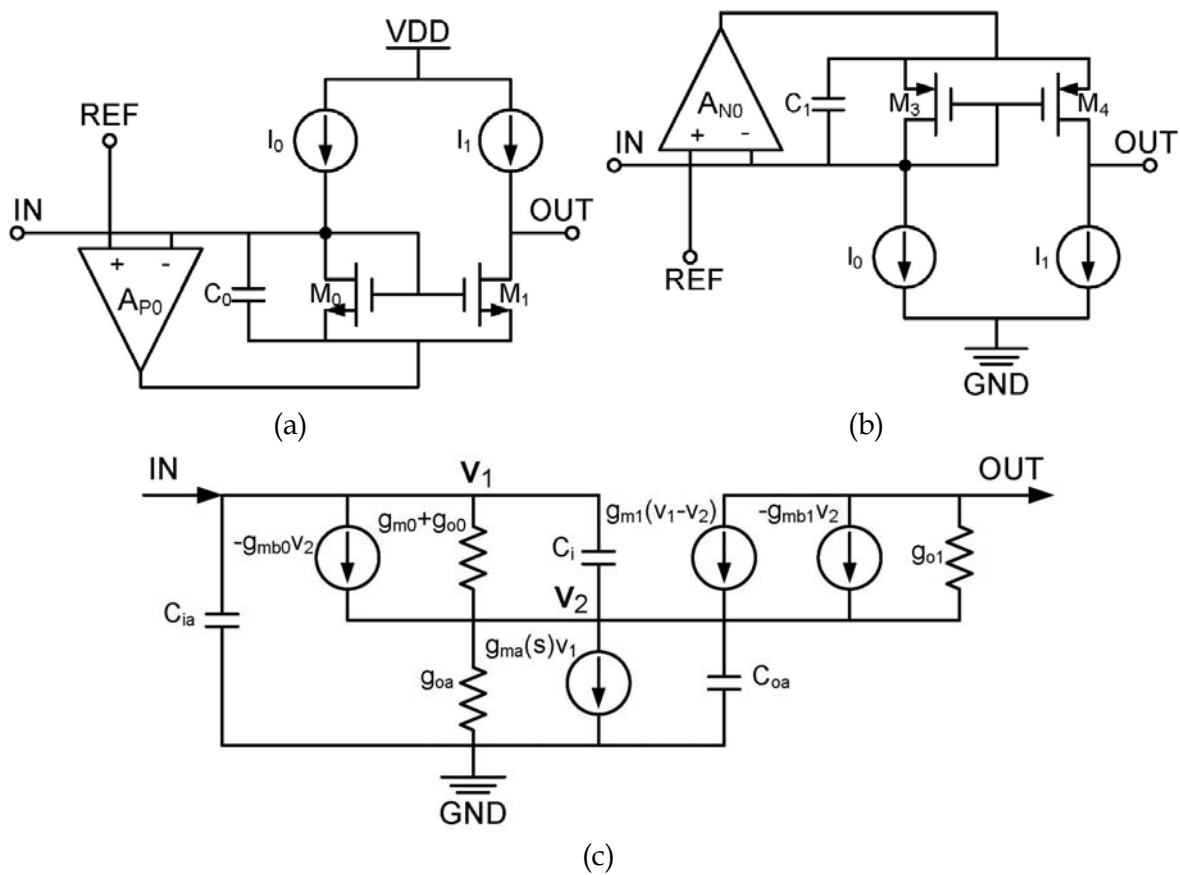 VDD
REF
I0
I1
IN
OUT
+ -
AP0
C0
M0
M1
(a)
AN0
+ -
C1
M3
M4
IN
OUT
I0
I1
REF
GND
(b)
IN
V1
OUT
-gmb0v2
gm0+go0
Ci
gm1(v1-v2)
-gmb1v2
go1
Cia
V2
goa
gma(s)v1
Coa
GND
(c)